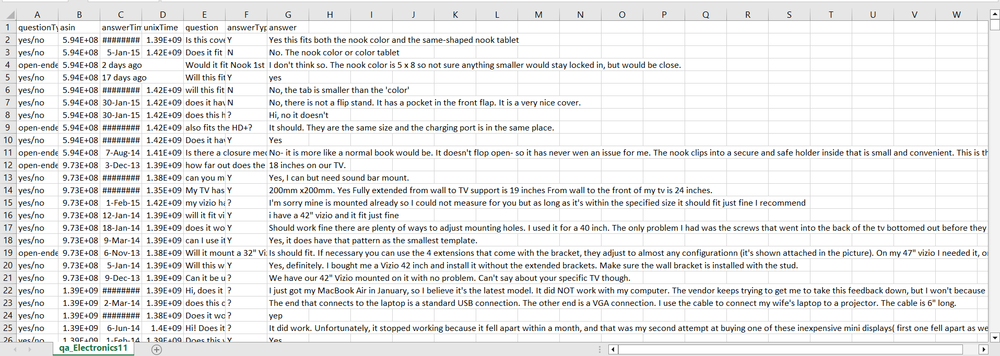 A B C D E F G H I J K L M N O P Q R S T U V W
1 questionTy asin answerTim unixTime question answerTyp answer
2 yes/no 5.94E+08 ######## 1.39E+09 Is this cove Y Yes this fits both the nook color and the same-shaped nook tablet
3 yes/no 5.94E+08 5-Jan-15 1.42E+09 Does it fit N No. The nook color or color tablet
4 open-ende 5.94E+08 2 days ago Would it fit Nook 1st I don't think so. The nook color is 5 x 8 so not sure anything smaller would stay locked in, but would be close.
5 yes/no 5.94E+08 17 days ago Will this fit Y yes
6 yes/no 5.94E+08 ######## 1.42E+09 will this fit N No, the tab is smaller than the 'color'
7 yes/no 5.94E+08 30-Jan-15 1.42E+09 does it hav N No, there is not a flip stand. It has a pocket in the front flap. It is a very nice cover.
8 yes/no 5.94E+08 30-Jan-15 1.42E+09 does this h ? Hi, no it doesn't
9 open-ende 5.94E+08 ######## 1.42E+09 also fits the HD+? It should. They are the same size and the charging port is in the same place.
10 yes/no 5.94E+08 ######## 1.42E+09 Does it hav Y Yes
11 open-ende 5.94E+08 7-Aug-14 1.41E+09 Is there a closure mec No- it is more like a normal book would be. It doesn't flop open- so it has never wen an issue for me. The nook clips into a secure and safe holder inside that is small and convenient. This is th
12 open-ende 9.73E+08 3-Dec-13 1.39E+09 how far out does the 18 inches on our TV.
13 yes/no 9.73E+08 ######## 1.38E+09 can you m Y Yes, I can but need sound bar mount.
14 yes/no 9.73E+08 ######## 1.35E+09 My TV has Y 200mm x200mm. Yes Fully extended from wall to TV support is 19 inches From wall to the front of my tv is 24 inches.
15 yes/no 9.73E+08 1-Feb-15 1.42E+09 my vizio ha ? I'm sorry mine is mounted already so I could not measure for you but as long as it's within the specified size it should fit just fine I recommend
16 yes/no 9.73E+08 12-Jan-14 1.39E+09 will it fit vi Y i have a 42" vizio and it fit just fine
17 yes/no 9.73E+08 18-Jan-14 1.39E+09 does it wo Y Should work fine there are plenty of ways to adjust mounting holes. I used it for a 40 inch. The only problem I had was the screws that went into the back of the tv bottomed out before they
18 yes/no 9.73E+08 9-Mar-14 1.39E+09 can I use it Y Yes, it does have that pattern as the smallest template.
19 open-ende 9.73E+08 6-Nov-13 1.38E+09 Will it mount a 32" Vi: Is should fit. If necessary you can use the 4 extensions that come with the bracket, they adjust to almost any configurationn (it's shown attached in the picture). On my 47" vizio I needed it, o
20 yes/no 9.73E+08 5-Jan-14 1.39E+09 Will this w Y Yes, definitely. I bought me a Vizio 42 inch and install it without the extended brackets. Make sure the wall bracket is installed with the stud.
21 yes/no 9.73E+08 9-Dec-13 1.39E+09 Can it be u ? We have our 42" Vizio mounted on it with no problem. Can't say about your specific TV though.
22 yes/no 1.39E+09 ######## 1.39E+09 Hi, does it ? I just got my MacBook Air in January, so I believe it's the latest model. It did NOT work with my computer. The vendor keeps trying to get me to take this feedback down, but I won't because
23 yes/no 1.39E+09 2-Mar-14 1.39E+09 does this c ? The end that connects to the laptop is a standard USB connection. The other end is a VGA connection. I use the cable to connect my wife's laptop to a projector. The cable is 6" long.
24 yes/no 1.39E+09 ######## 1.38E+09 Does it wo ? yep
25 yes/no 1.39E+09 6-Jun-14 1.4E+09 Hi! Does it ? It did work. Unfortunately, it stopped working because it fell apart within a month, and that was my second attempt at buying one of these inexpensive mini displays( first one fell apart as we
26 yes/no 1.39E+09 1-Feb-14 1.39E+09 Does this Y Yes
qa_Electronics11